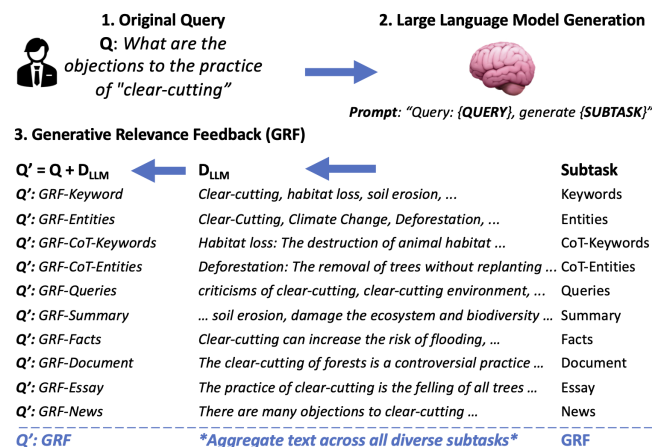 1. Original Query
Q: What are the
objections to the practice
of "clear-cutting”
2. Large Language Model Generation
Prompt: “Query: {QUERY}, generate {SUBTASK}”
3. Generative Relevance Feedback (GRF)
Q’ = Q + DLLM DLLM Subtask
Q’: GRF-Keyword Clear-cutting, habitat loss, soil erosion, ... Keywords
Q’: GRF-Entities Clear-Cutting, Climate Change, Deforestation, ... Entities
Q’: GRF-CoT-Keywords Habitat loss: The destruction of animal habitat ... CoT-Keywords
Q’: GRF-CoT-Entities Deforestation: The removal of trees without replanting ... CoT-Entities
Q’: GRF-Queries criticisms of clear-cutting, clear-cutting environment, ... Queries
Q’: GRF-Summary ... soil erosion, damage the ecosystem and biodiversity ... Summary
Q’: GRF-Facts Clear-cutting can increase the risk of flooding, ... Facts
Q’: GRF-Document The clear-cutting of forests is a controversial practice ... Document
Q’: GRF-Essay The practice of clear-cutting is the felling of all trees ... Essay
Q’: GRF-News There are many objections to clear-cutting ... News
Q’: GRF *Aggregate text across all diverse subtasks* GRF